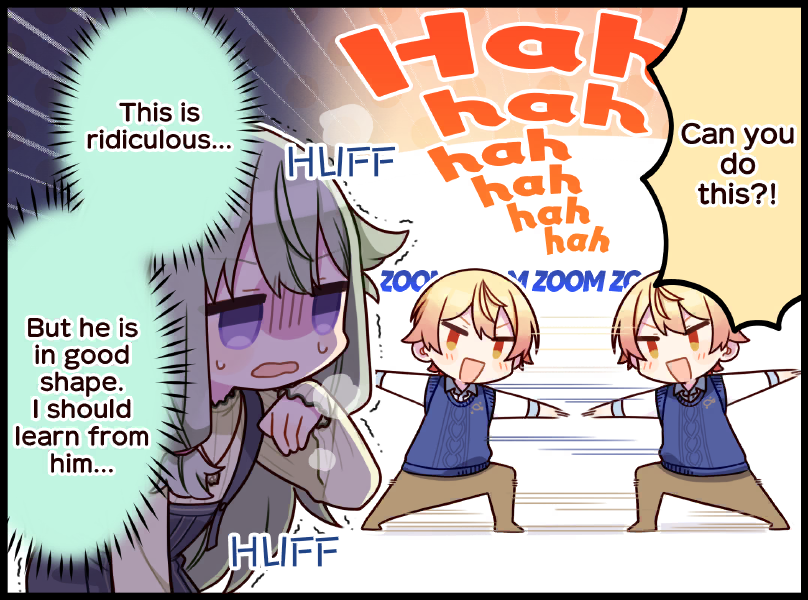 This is
ridiculous...
HUFF
But he is
in good
shape.
I should
learn from
him...
HUFF
Hah
hah
hah
hah
hah
hah
Can you
do
this?!
ZOOM ZOOM